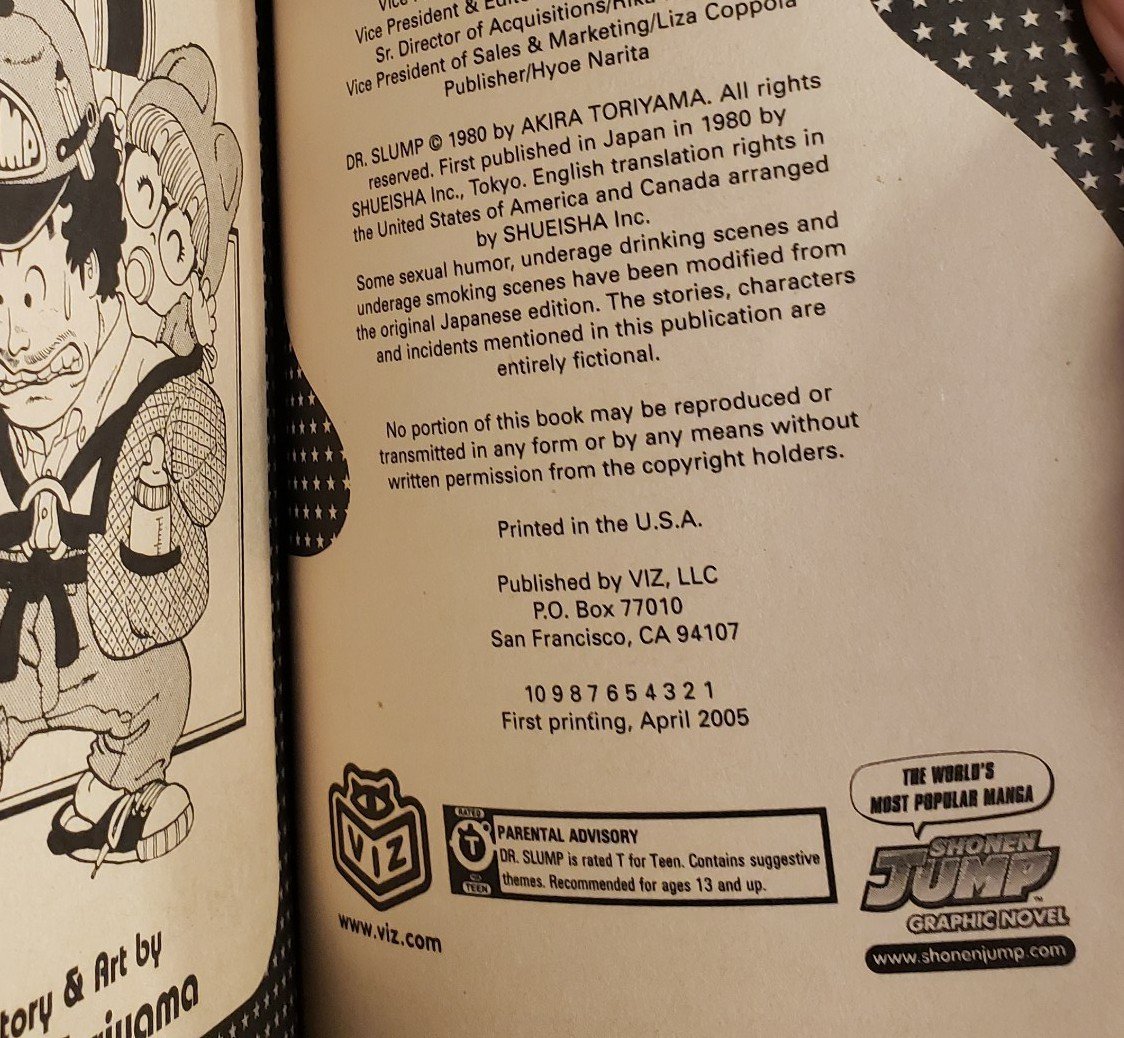 Vice President &
Sr. Director of Acquisitions/
Vice President of Sales & Marketing/Liza Coppola
Publisher/Hyoe Narita
DR. SLUMP © 1980 by AKIRA TORIYAMA. All rights
reserved. First published in Japan in 1980 by
SHUEISHA Inc., Tokyo. English translation rights in
the United States of America and Canada arranged
by SHUEISHA Inc.
Some sexual humor, underage drinking scenes and
underage smoking scenes have been modified from
the original Japanese edition. The stories, characters
and incidents mentioned in this publication are
entirely fictional.
No portion of this book may be reproduced or
transmitted in any form or by any means without
written permission from the copyright holders.
Printed in the U.S.A.
Published by VIZ, LLC
P.O. Box 77010
San Francisco, CA 94107
10 9 8 7 6 5 4 3 2 1
First printing, April 2005
VIZ
www.viz.com
RATED
T
TEEN
PARENTAL ADVISORY
DR. SLUMP is rated T for Teen. Contains suggestive
themes. Recommended for ages 13 and up.
THE WORLD'S
MOST POPULAR MANGA
SHONEN
JUMP
GRAPHIC NOVEL
www.shonenjump.com
tory & Art by
riyama